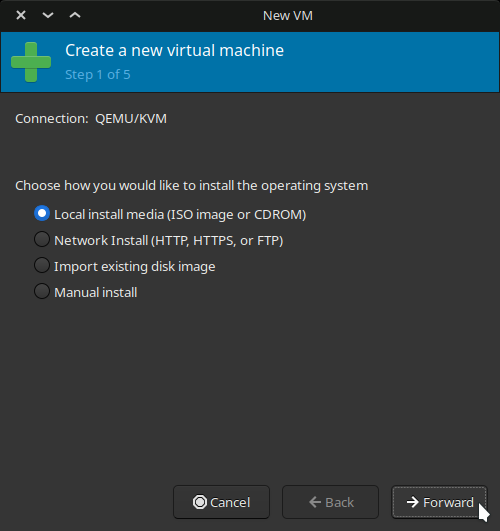 New VM
Create a new virtual machine
Step 1 of 5
Connection: QEMU/KVM
Choose how you would like to install the operating system
Local install media (ISO image or CDROM)
Network Install (HTTP, HTTPS, or FTP)
Import existing disk image
Manual install
Cancel
Back
Forward